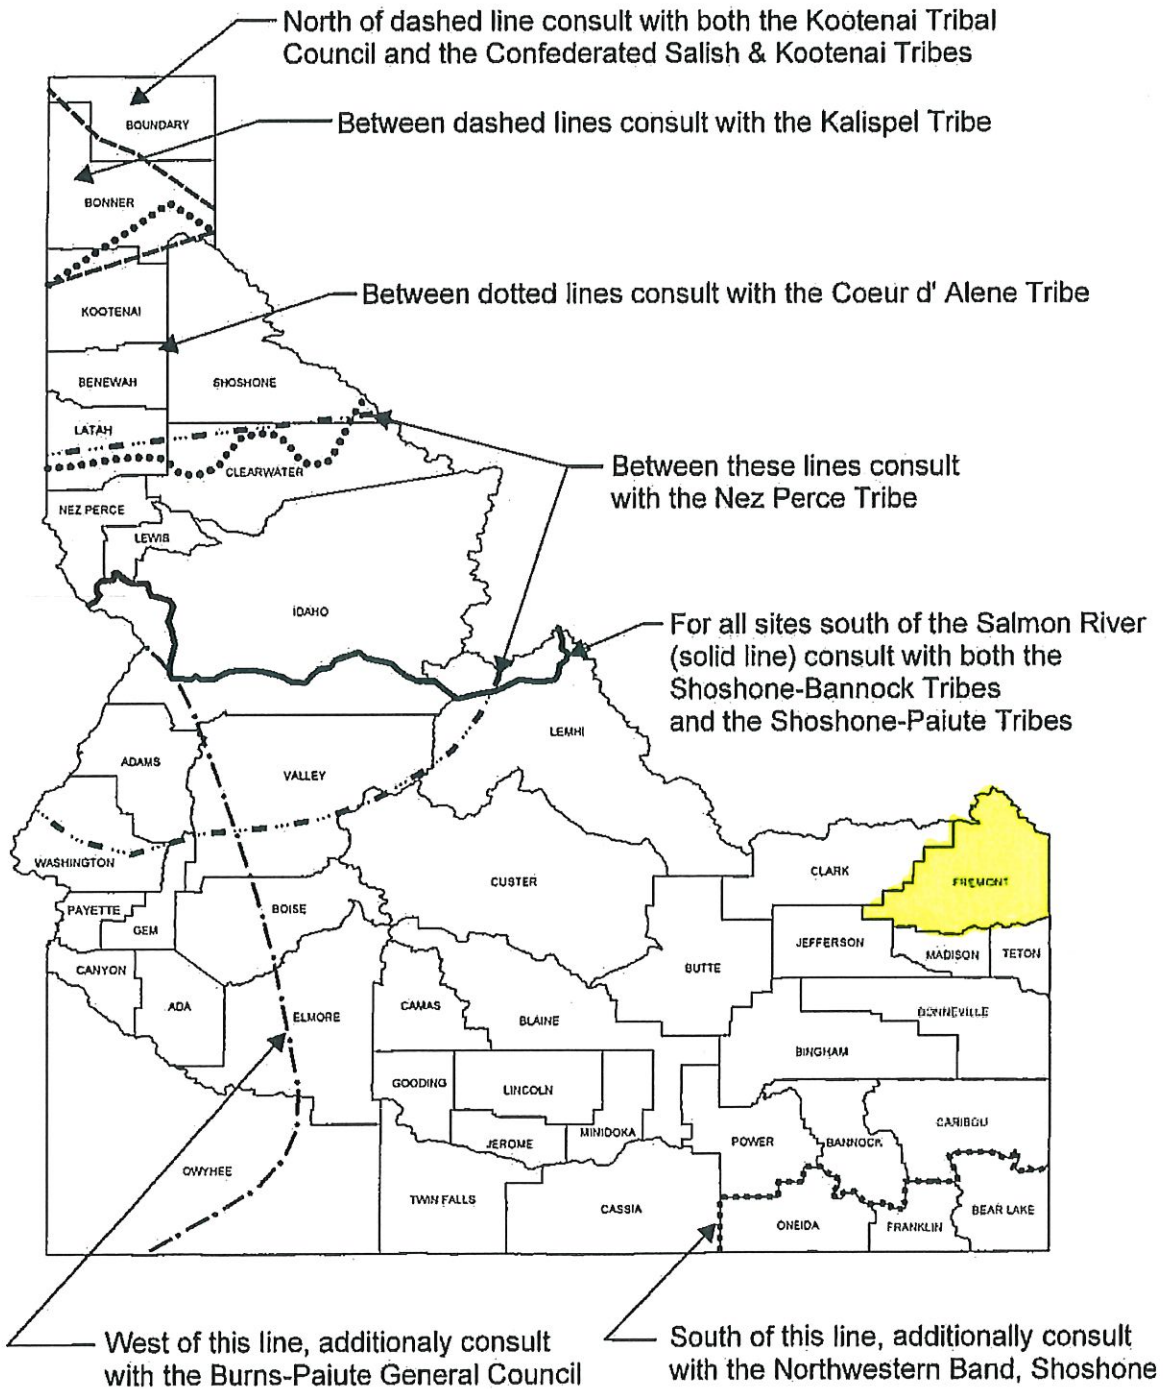 North of dashed line consult with both the Kootenai Tribal
Council and the Confederated Salish & Kootenai Tribes
BOUNDARY
Between dashed lines consult with the Kalispel Tribe
BONNER
Between dotted lines consult with the Coeur d' Alene Tribe
KOOTENAI
BENEWAH
SHOSHONE
LATAH
CLEARWATER
Between these lines consult
with the Nez Perce Tribe
NEZ PERCE
LEWIS
IDAHO
For all sites south of the Salmon River
(solid line) consult with both the
Shoshone-Bannock Tribes
and the Shoshone-Paiute Tribes
LEMHI
ADAMS
VALLEY
WASHINGTON
CUSTER
CLARK
FREMONT
PAYETTE
GEM
BOISE
JEFFERSON
MADISON
TETON
CANYON
ADA
BUTTE
ELMORE
CAMAS
BLAINE
BONNEVILLE
BINGHAM
GOODING
LINCOLN
JEROME
MINIDOKA
POWER
BANNOCK
CARIBOU
OWYHEE
TWIN FALLS
CASSIA
ONEIDA
FRANKLIN
BEAR LAKE
West of this line, additionaly consult
with the Burns-Paiute General Council
South of this line, additionally consult
with the Northwestern Band, Shoshone